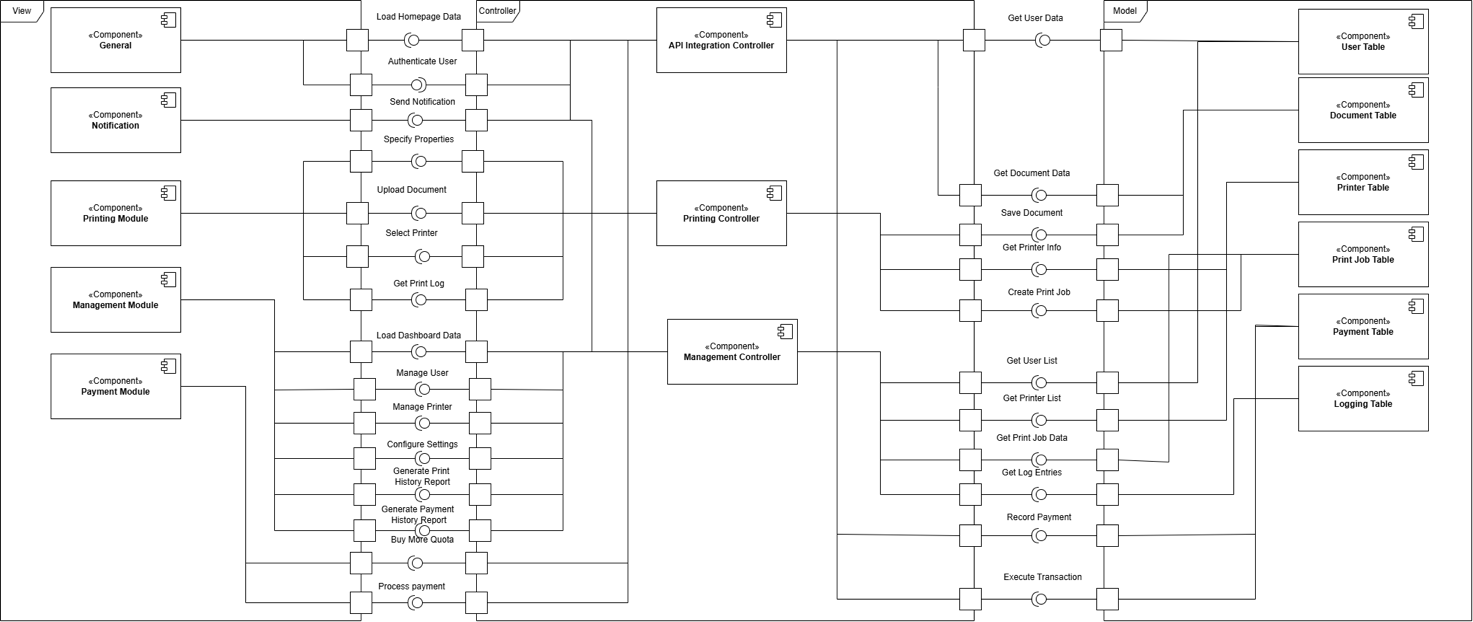 View
«Component»
General
«Component»
Notification
«Component»
Printing Module
«Component»
Management Module
«Component»
Payment Module
Load Homepage Data
Authenticate User
Send Notification
Specify Properties
Upload Document
Select Printer
Get Print Log
Load Dashboard Data
Manage User
Manage Printer
Configure Settings
Generate Print
History Report
Generate Payment
History Report
Buy More Quota
Process payment
Controller
«Component»
API Integration Controller
«Component»
Printing Controller
«Component»
Management Controller
Get User Data
Get Document Data
Save Document
Get Printer Info
Create Print Job
Get User List
Get Printer List
Get Print Job Data
Get Log Entries
Record Payment
Execute Transaction
Model
«Component»
User Table
«Component»
Document Table
«Component»
Printer Table
«Component»
Print Job Table
«Component»
Payment Table
«Component»
Logging Table